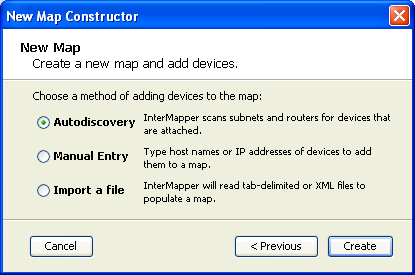 New Map Constructor
New Map
Create a new map and add devices.
Choose a method of adding devices to the map:
Autodiscovery InterMapper scans subnets and routers for devices that
are attached.
Manual Entry Type host names or IP addresses of devices to add
them to a map.
Import a file InterMapper will read tab-delimited or XML files to
populate a map.
Cancel < Previous Create